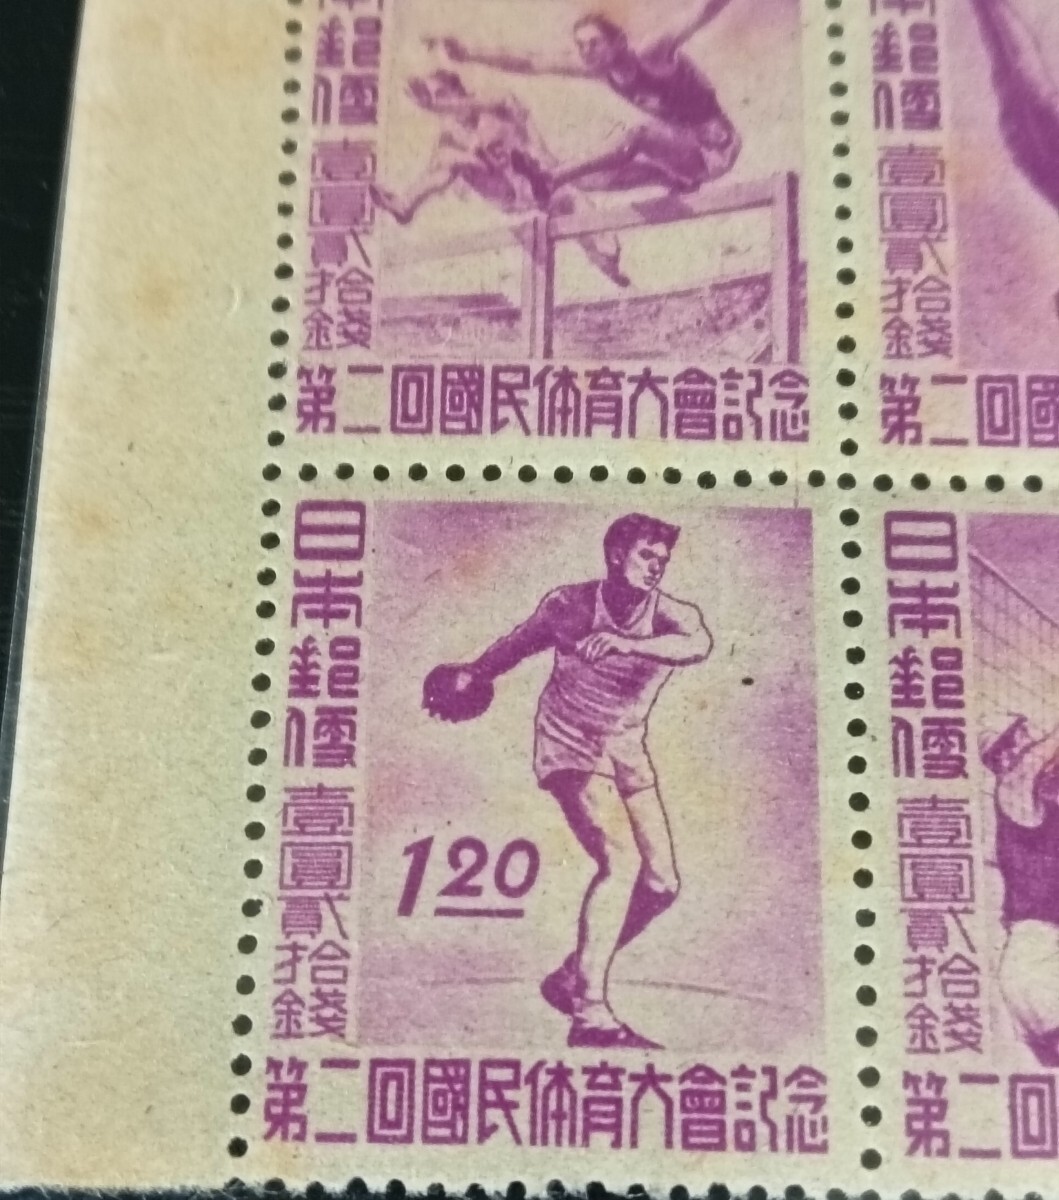 本郵便
壹圓貳拾錢
第二回國民体育大會記念
本郵便
壹圓貳拾錢
第二回國
日本郵便
壹圓貳拾錢
1 20
第二回國民体育大會記念
日本郵便
壹圓貳拾錢
第二回